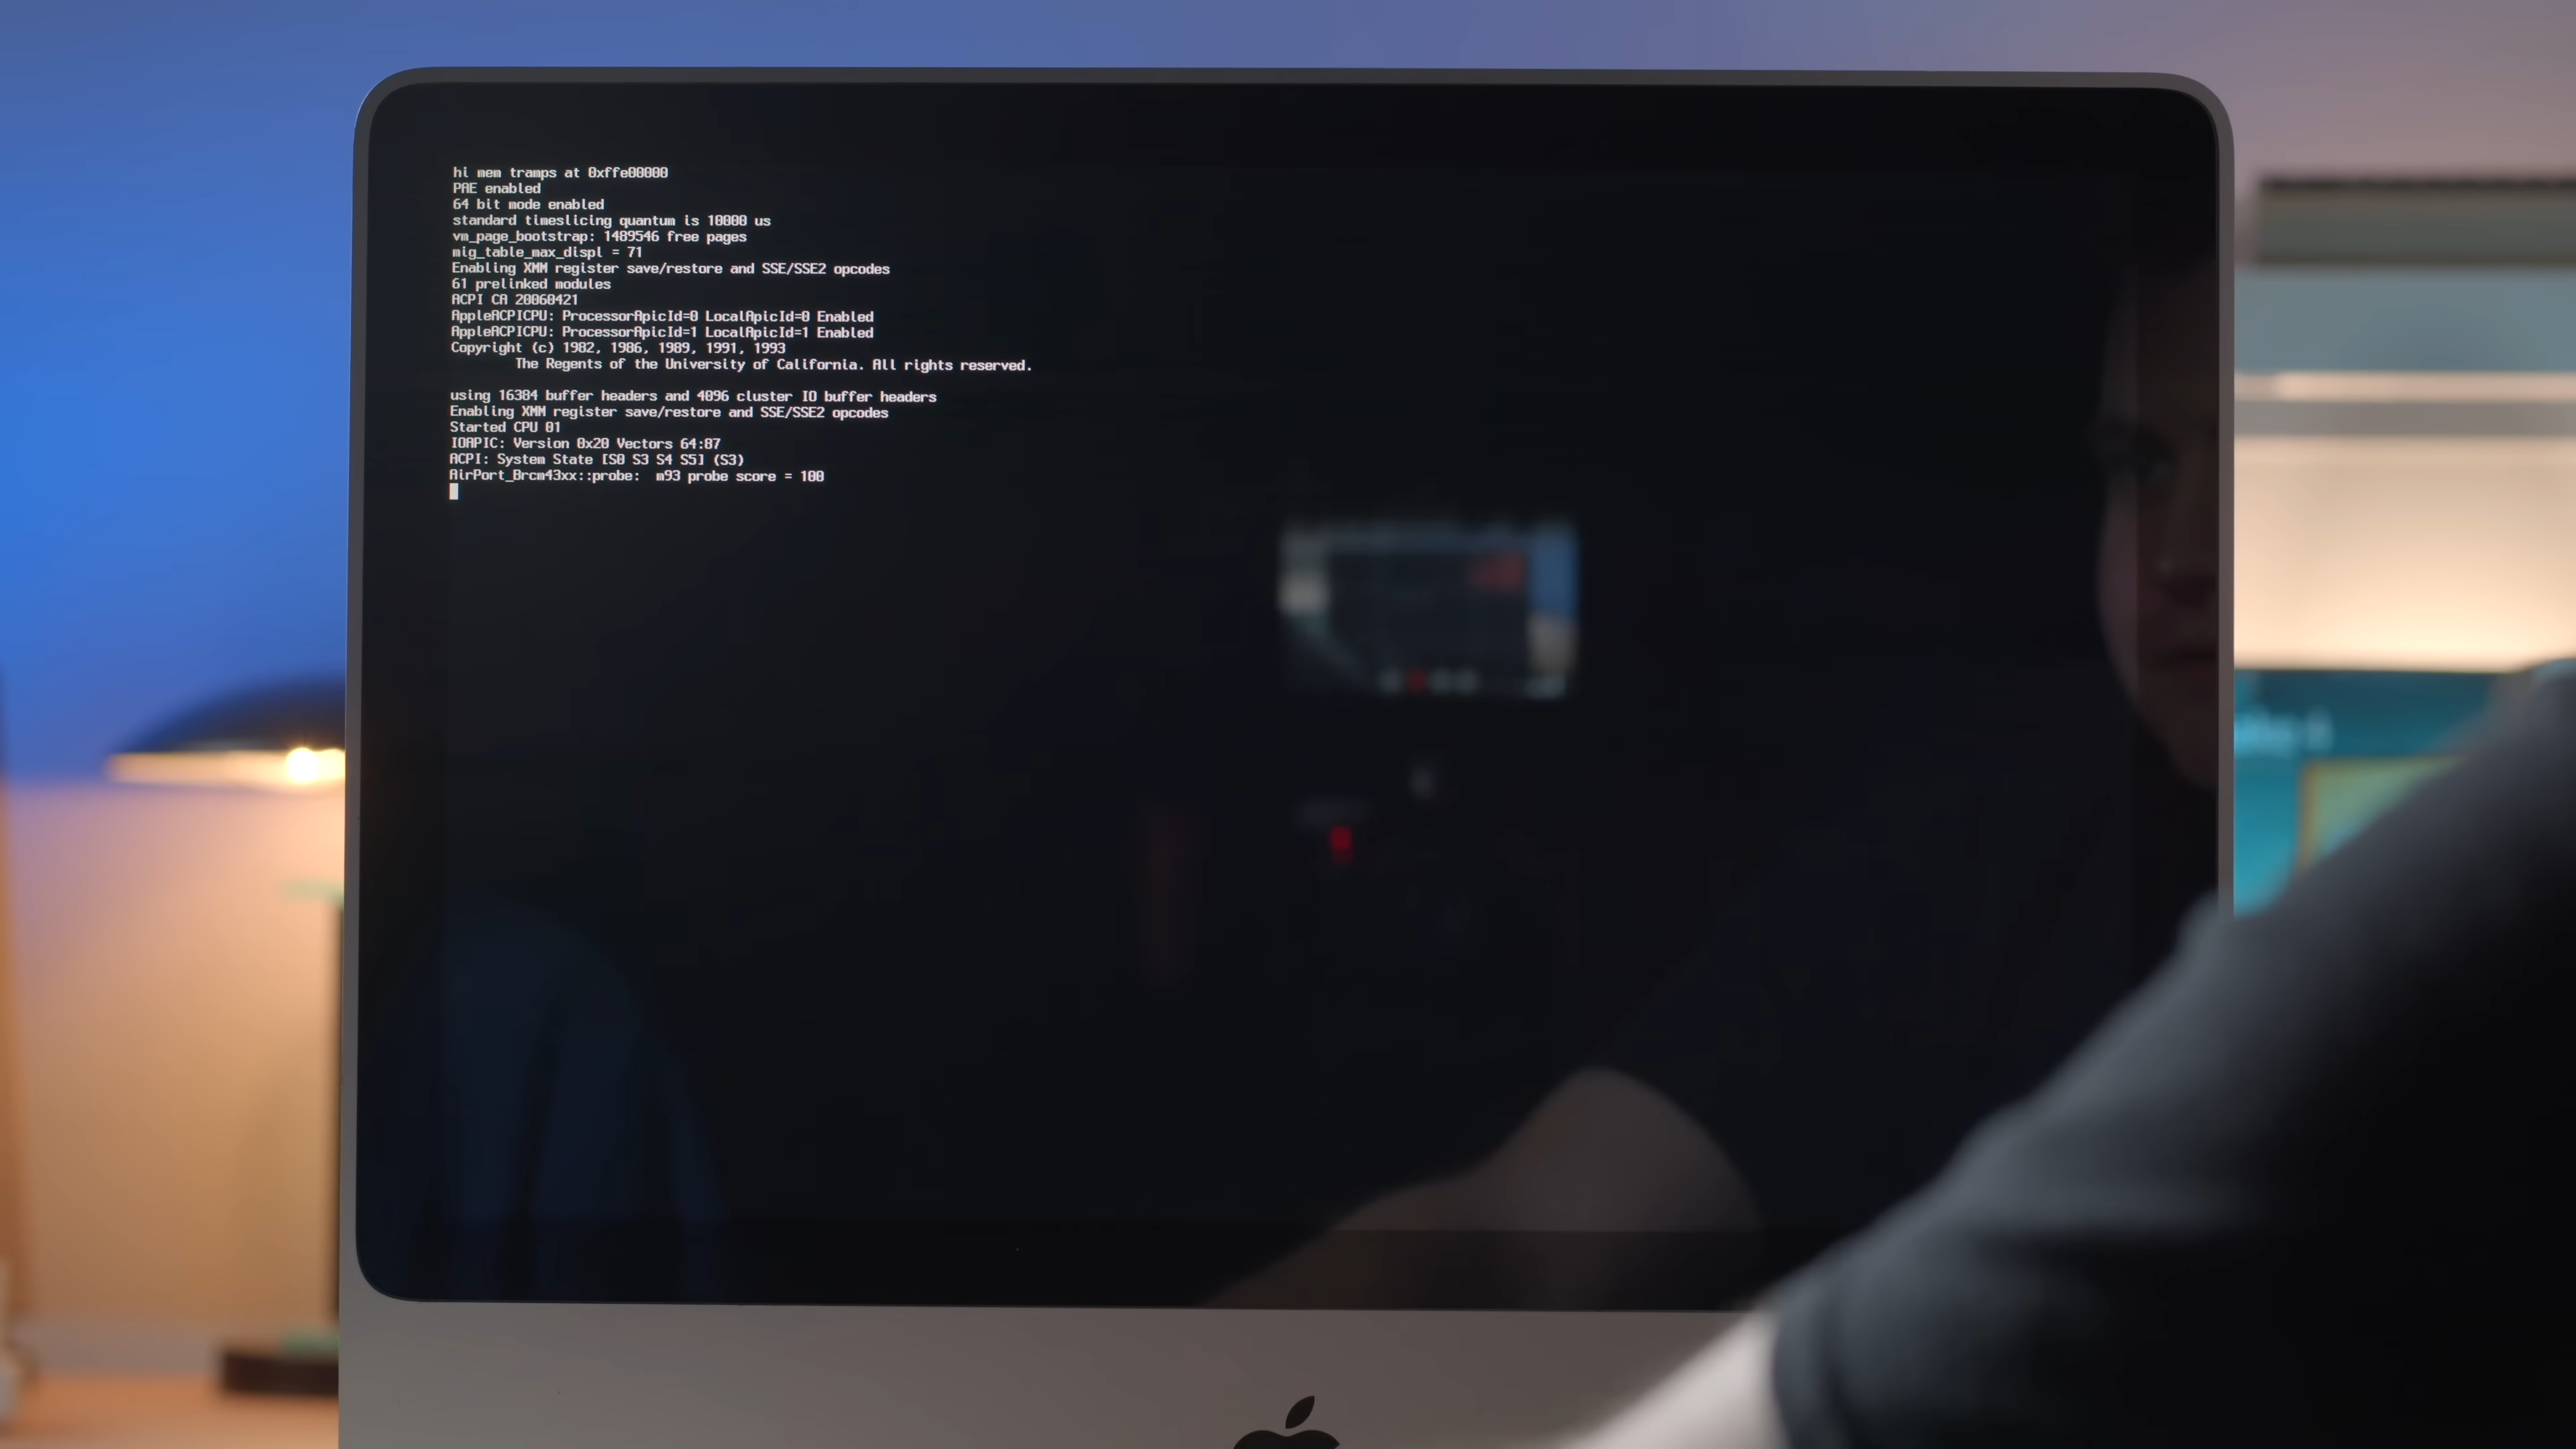 hi mem tramps at 0xffe00000
PAE enabled
64 bit mode enabled
standard timeslicing quantum is 10000 us
vm_page_bootstrap: 1489546 free pages
mig_table_max_displ = 71
Enabling XMM register save/restore and SSE/SSE2 opcodes
61 prelinked modules
ACPI CA 20060421
AppleACPICPU: ProcessorApicId=0 LocalApicId=0 Enabled
AppleACPICPU: ProcessorApicId=1 LocalApicId=1 Enabled
Copyright (c) 1982, 1986, 1989, 1991, 1993
The Regents of the University of California. All rights reserved.
using 16384 buffer headers and 4096 cluster IO buffer headers
Enabling XMM register save/restore and SSE/SSE2 opcodes
Started CPU 01
IOAPIC: Version 0x20 Vectors 64:87
ACPI: System State [S0 S3 S4 S5] (S3)
AirPort_Brcm43xx::probe:  m93 probe score = 100